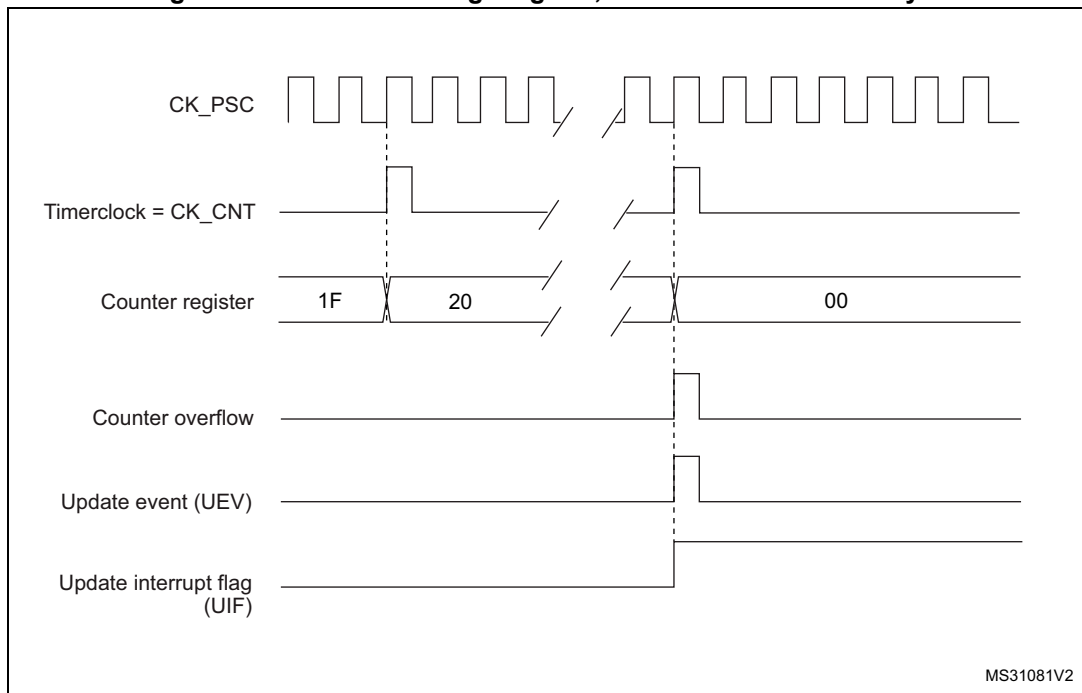 CK_PSC
Timerclock = CK_CNT
Counter register
1F
20
00
Counter overflow
Update event (UEV)
Update interrupt flag
(UIF)
MS31081V2